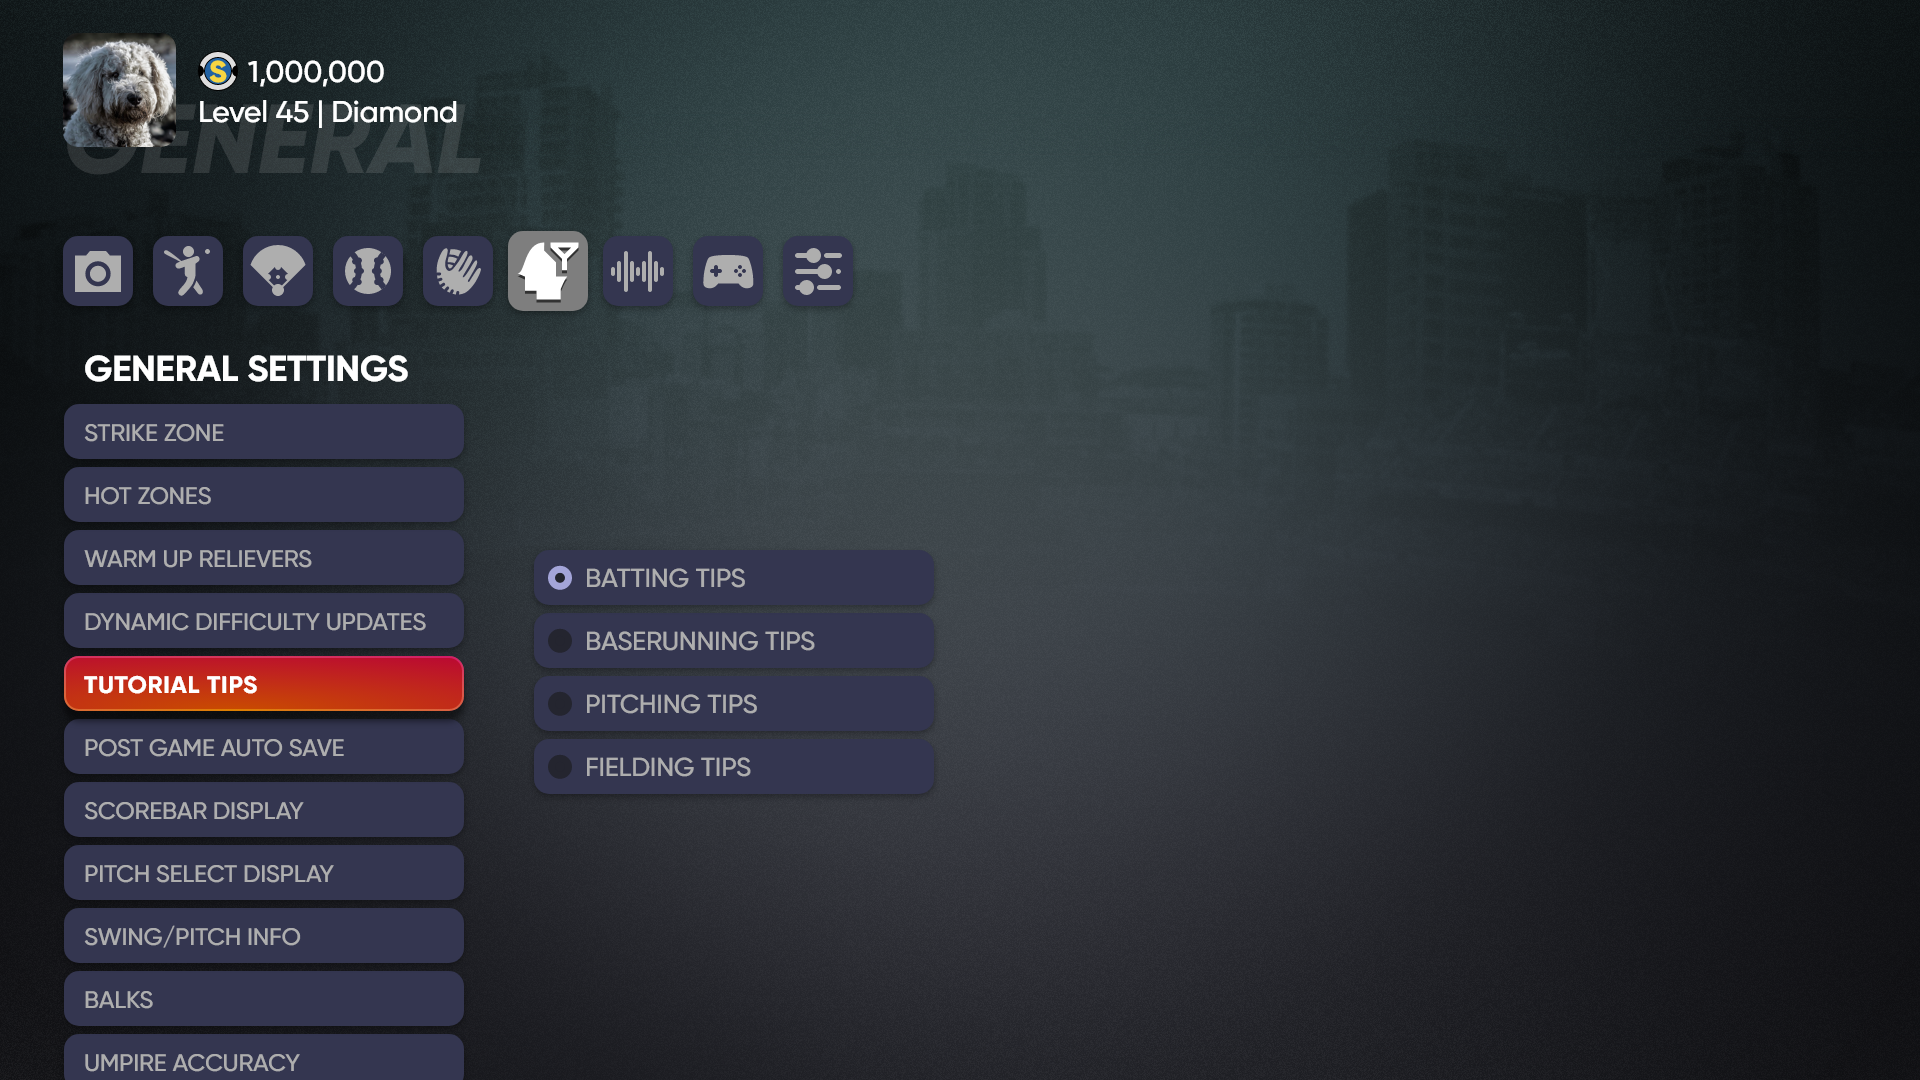 S 1,000,000
Level 45 | Diamond
GENERAL
GENERAL SETTINGS
STRIKE ZONE
HOT ZONES
WARM UP RELIEVERS
DYNAMIC DIFFICULTY UPDATES
TUTORIAL TIPS
POST GAME AUTO SAVE
SCOREBAR DISPLAY
PITCH SELECT DISPLAY
SWING/PITCH INFO
BALKS
UMPIRE ACCURACY
BATTING TIPS
BASERUNNING TIPS
PITCHING TIPS
FIELDING TIPS